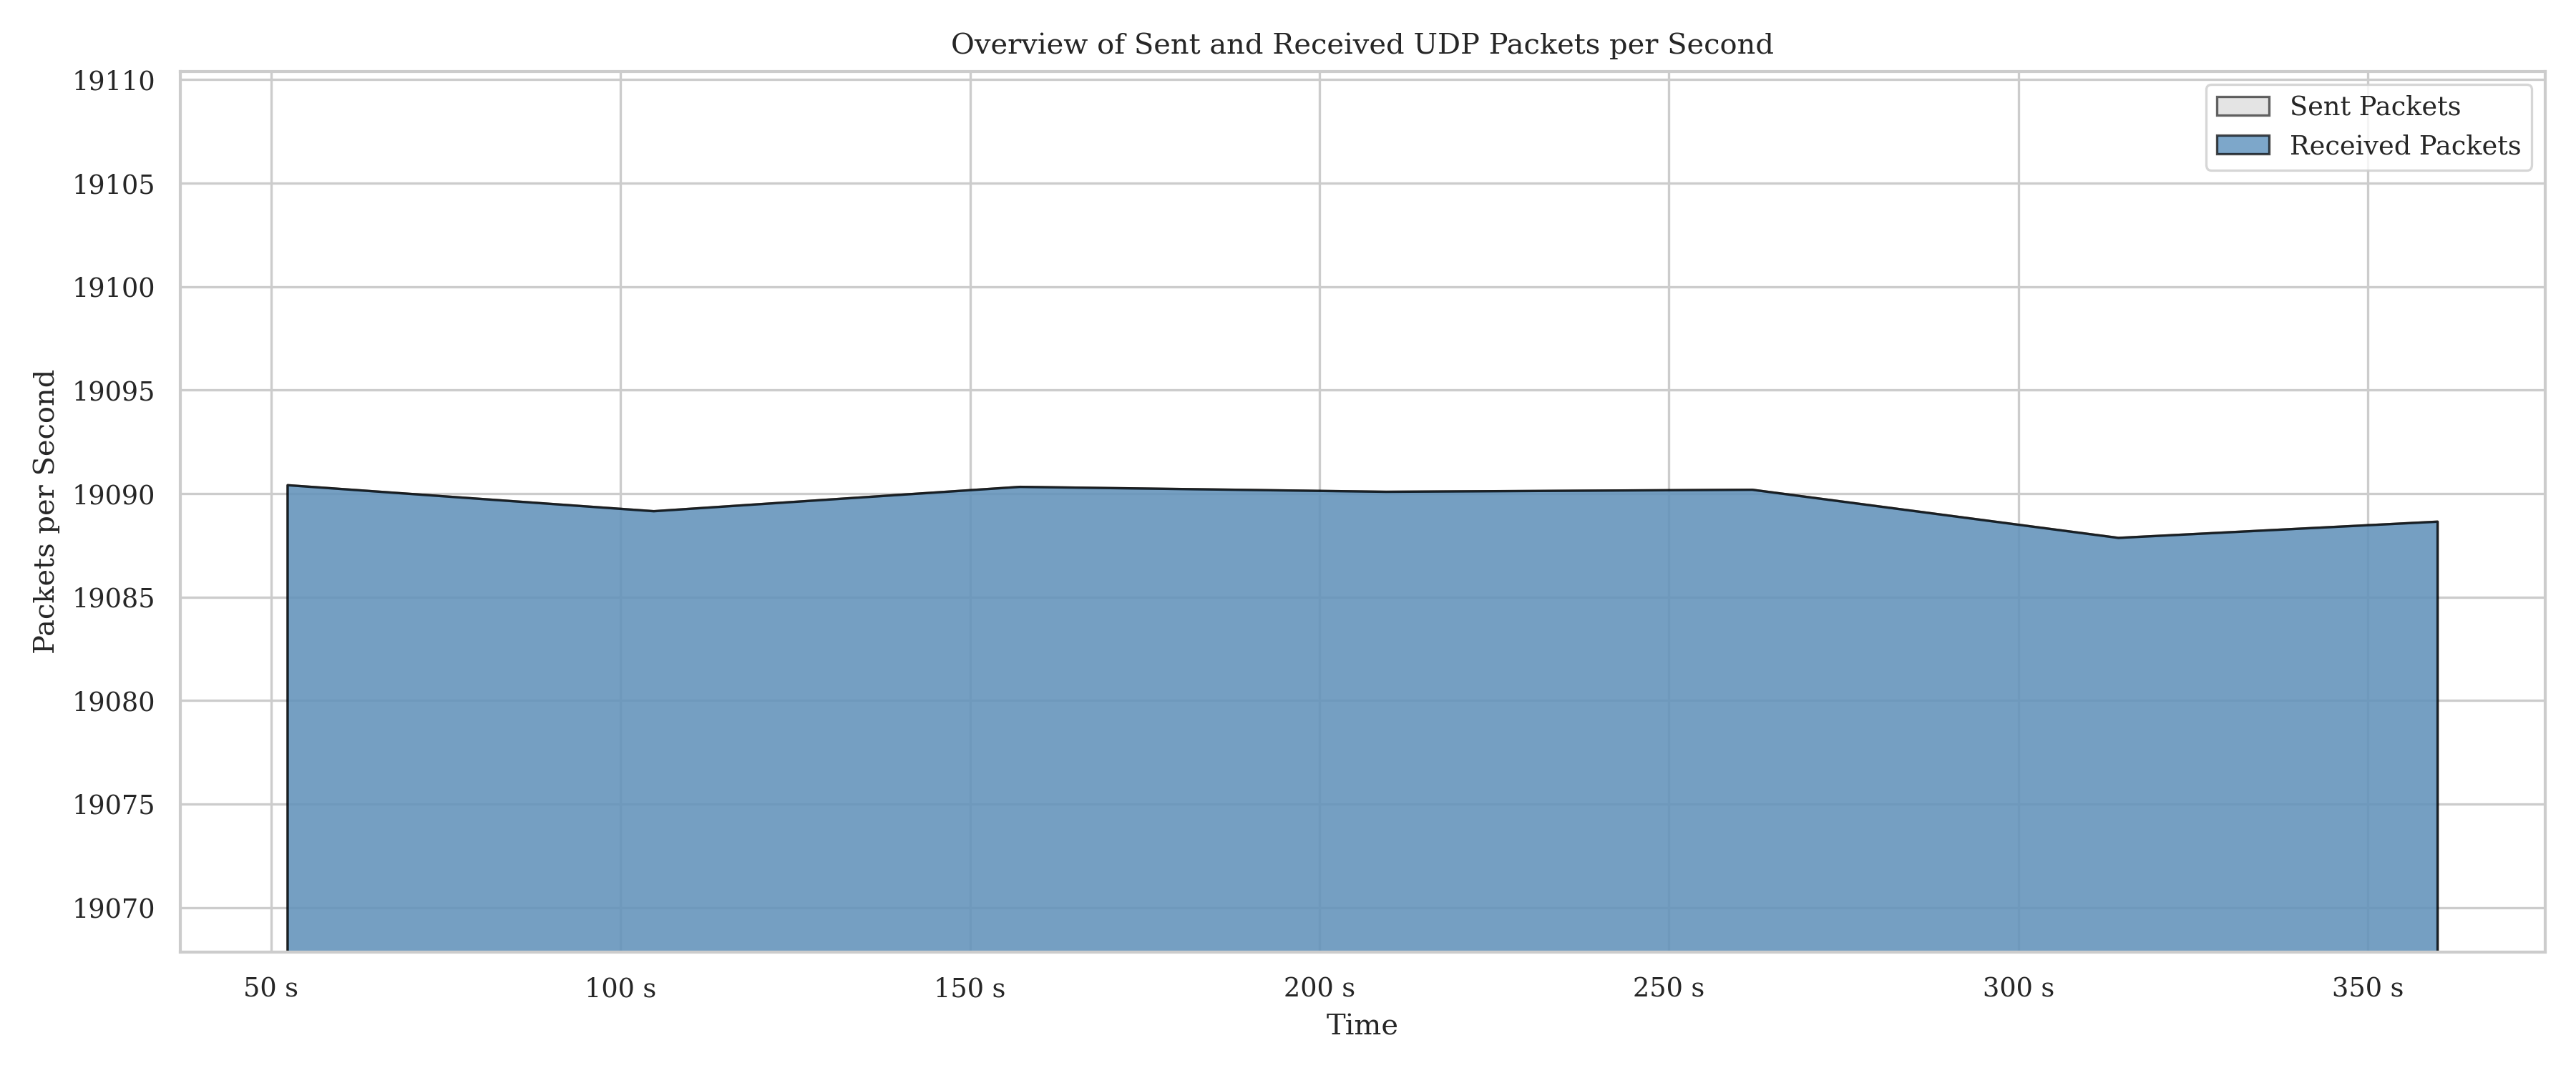 Overview of Sent and Received UDP Packets per Second
Sent Packets
Received Packets
Packets per Second
19110
19105
19100
19095
19090
19085
19080
19075
19070
50 s
100 s
150 s
200 s
250 s
300 s
350 s
Time